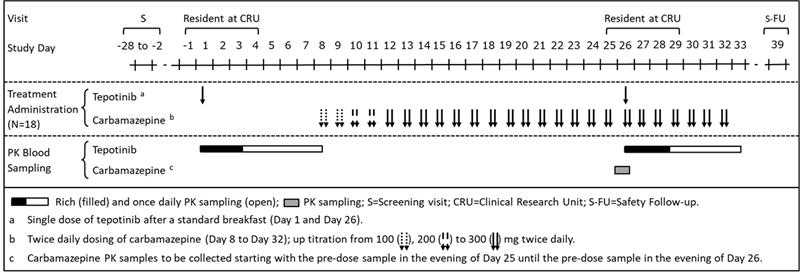 Visit S Resident at CRU Resident at CRU S-FU
Study Day -28 to -2 -1 1 2 3 4 5 6 7 8 9 10 11 12 13 14 15 16 17 18 19 20 21 22 23 24 25 26 27 28 29 30 31 32 33 39
Treatment
Administration
(N=18)
Tepotinib a
Carbamazepine b
PK Blood
Sampling
Tepotinib
Carbamazepine c
Rich (filled) and once daily PK sampling (open); PK sampling; S=Screening visit; CRU=Clinical Research Unit; S-FU=Safety Follow-up.
a Single dose of tepotinib after a standard breakfast (Day 1 and Day 26).
b Twice daily dosing of carbamazepine (Day 8 to Day 32); up titration from 100 ( ), 200 ( ) to 300 ( ) mg twice daily.
c Carbamazepine PK samples to be collected starting with the pre-dose sample in the evening of Day 25 until the pre-dose sample in the evening of Day 26.